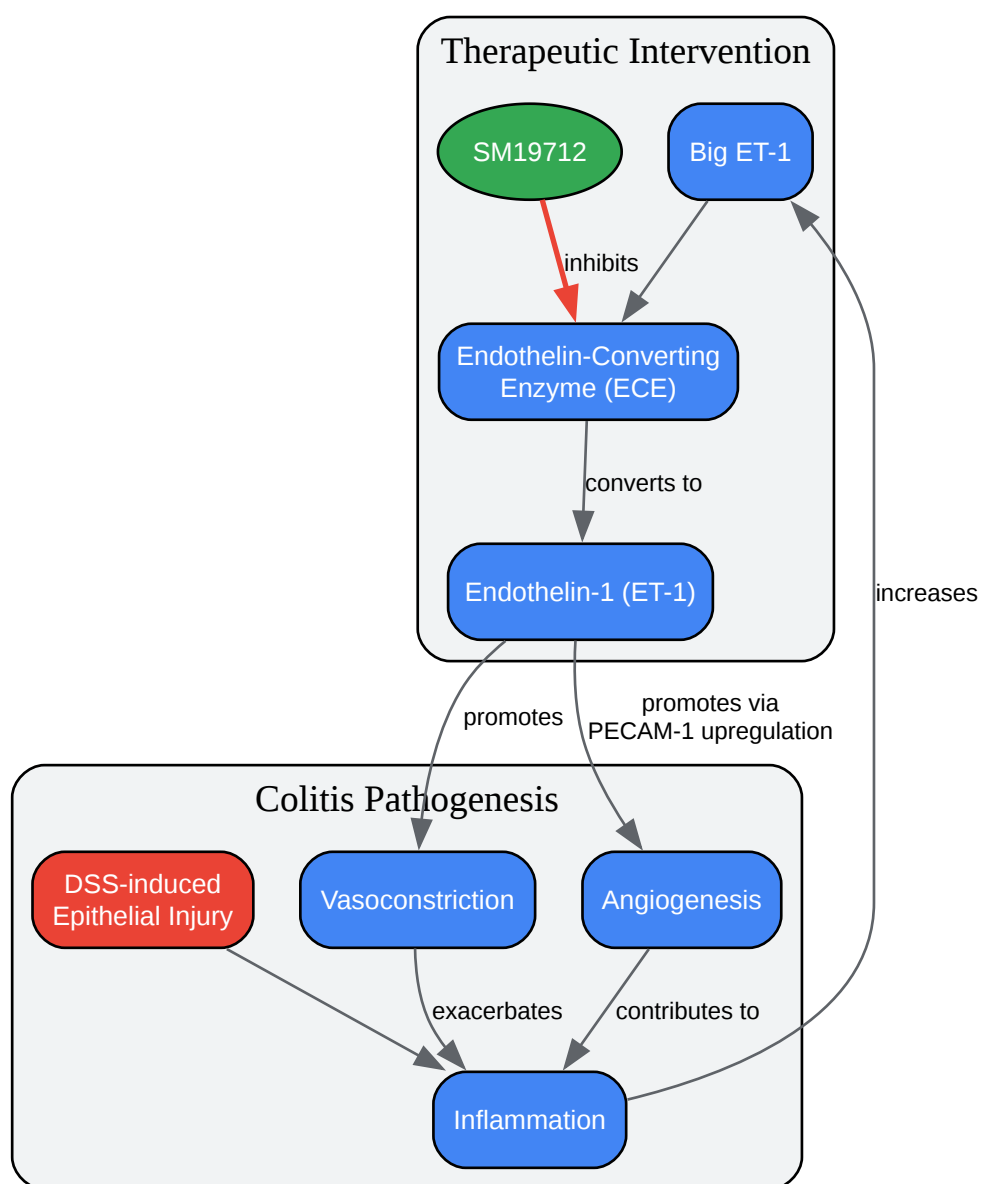 Therapeutic Intervention
SM19712
Big ET-1
inhibits
Endothelin-Converting
Enzyme (ECE)
converts to
Endothelin-1 (ET-1)
increases
promotes
promotes via
PECAM-1 upregulation
Colitis Pathogenesis
DSS-induced
Epithelial Injury
Vasoconstriction
Angiogenesis
exacerbates
contributes to
Inflammation